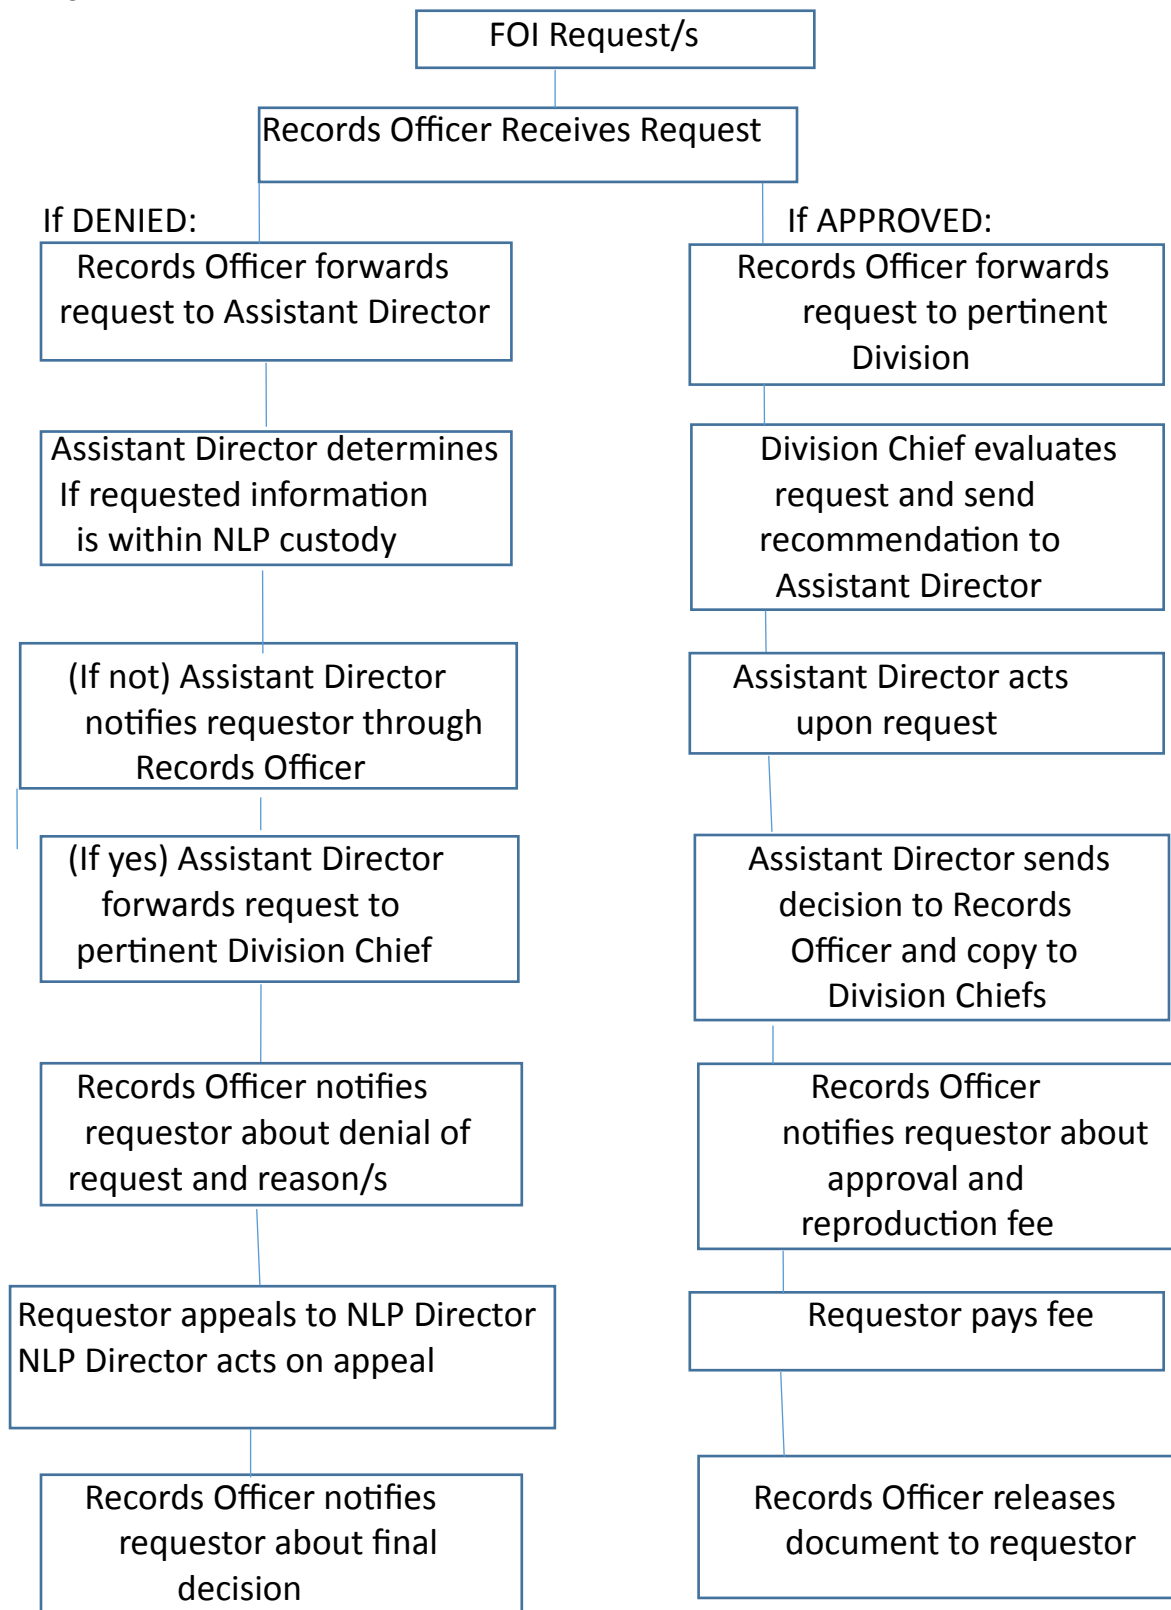 FOI Request/s
Records Officer Receives Request
If DENIED:
Records Officer forwards
request to Assistant Director
Assistant Director determines
If requested information
is within NLP custody
(If not) Assistant Director
notifies requestor through
Records Officer
(If yes) Assistant Director
forwards request to
pertinent Division Chief
Records Officer notifies
requestor about denial of
request and reason/s
Requestor appeals to NLP Director
NLP Director acts on appeal
Records Officer notifies
requestor about final
decision
If APPROVED:
Records Officer forwards
request to pertinent
Division
Division Chief evaluates
request and send
recommendation to
Assistant Director
Assistant Director acts
upon request
Assistant Director sends
decision to Records
Officer and copy to
Division Chiefs
Records Officer
notifies requestor about
approval and
reproduction fee
Requestor pays fee
Records Officer releases
document to requestor